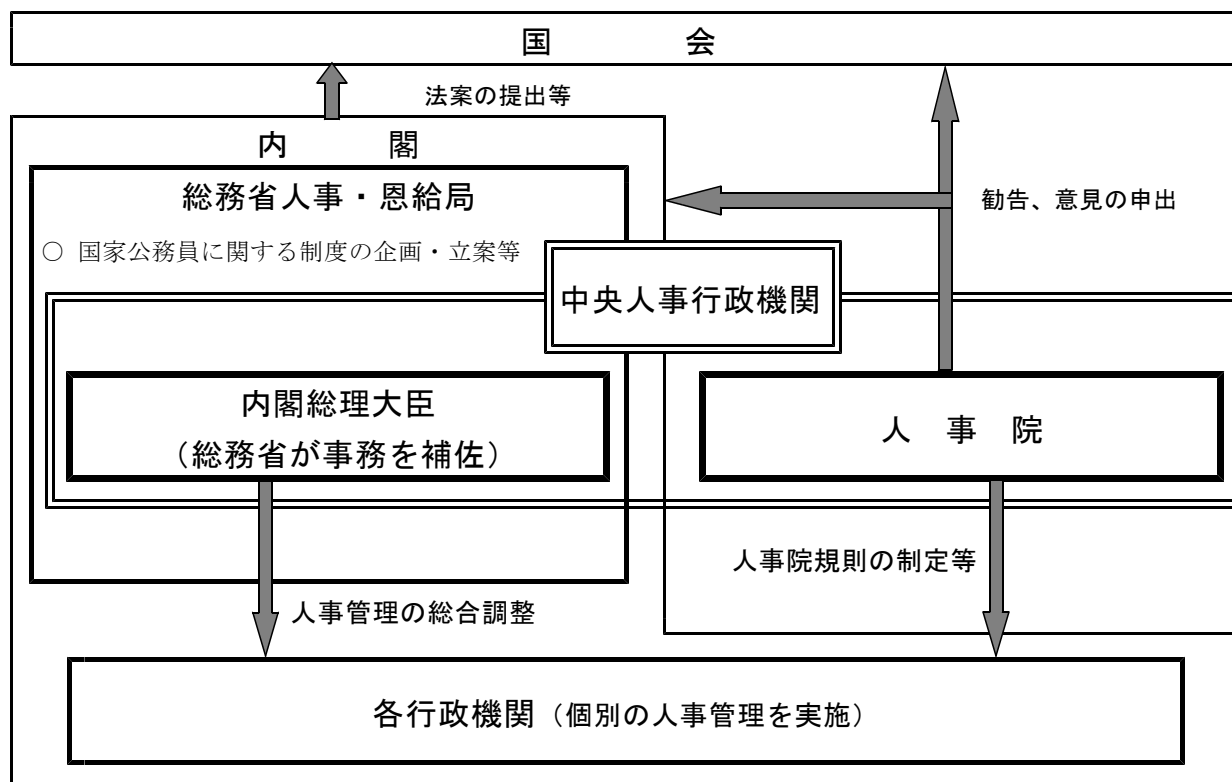 国　会
法案の提出等
内　閣
総務省人事・恩給局
勧告、意見の申出
○ 国家公務員に関する制度の企画・立案等
中央人事行政機関
内閣総理大臣
（総務省が事務を補佐）
人　事　院
人事院規則の制定等
人事管理の総合調整
各行政機関（個別の人事管理を実施）